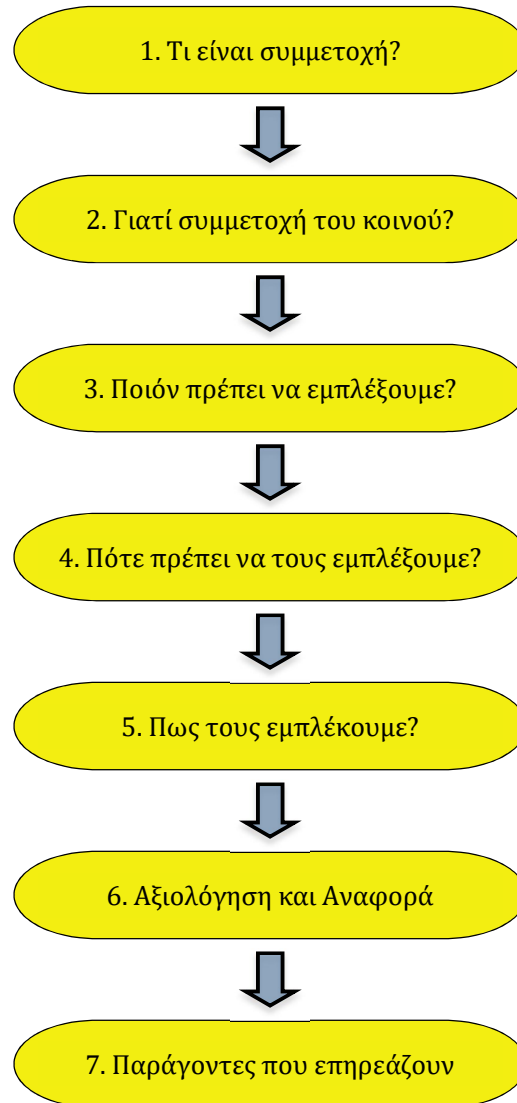 1. Τι είναι συμμετοχή?
2. Γιατί συμμετοχή του κοινού?
3. Ποιόν πρέπει να εμπλέξουμε?
4. Πότε πρέπει να τους εμπλέξουμε?
5. Πως τους εμπλέκουμε?
6. Αξιολόγηση και Αναφορά
7. Παράγοντες που επηρεάζουν